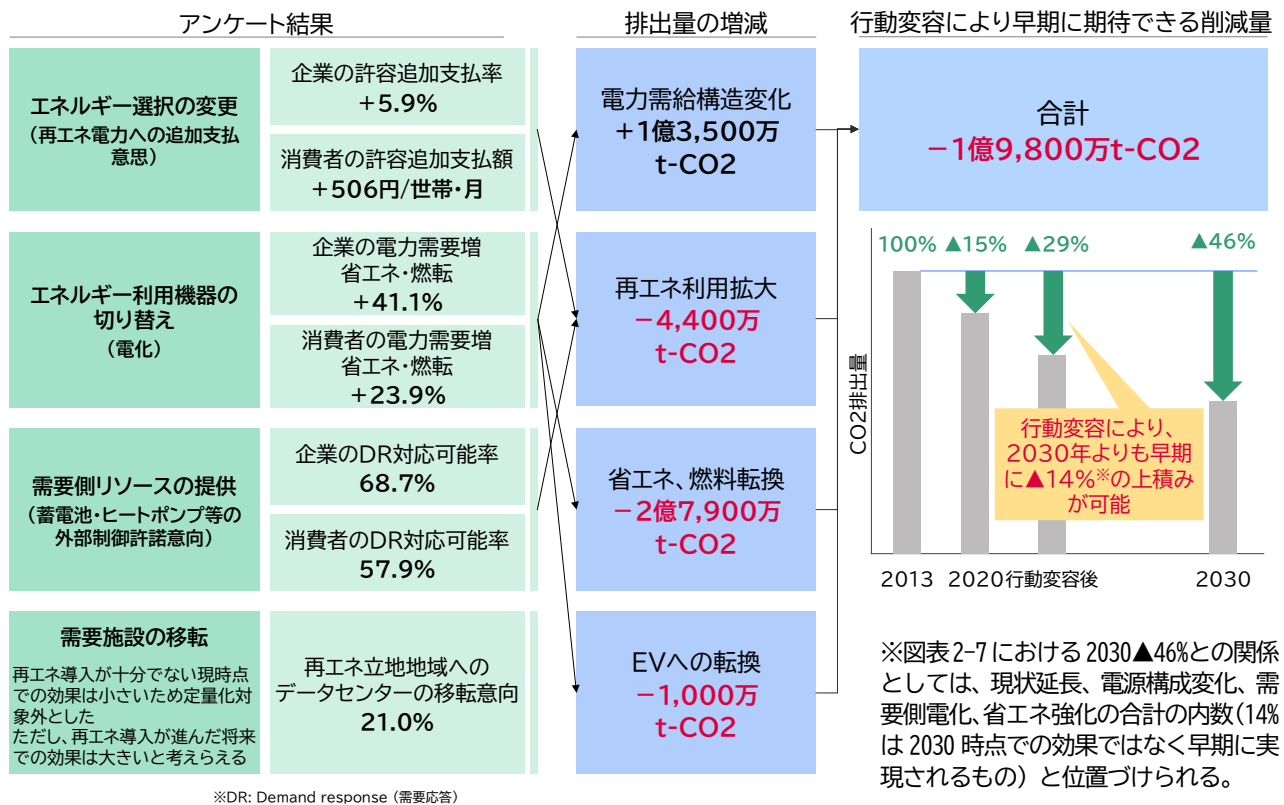 アンケート結果
エネルギー選択の変更
(再エネ電力への追加支払
意思)
企業の許容追加支払率
+5.9%
消費者の許容追加支払額
+506円/世帯・月
エネルギー利用機器の
切り替え
(電化)
企業の電力需要増
省エネ・燃転
+41.1%
消費者の電力需要増
省エネ・燃転
+23.9%
需要側リソースの提供
(蓄電池・ヒートポンプ等の
外部制御許諾意向)
企業のDR対応可能率
68.7%
消費者のDR対応可能率
57.9%
需要施設の移転
再エネ導入が十分でない現時点
での効果は小さいため定量化対
象外とした
ただし、再エネ導入が進んだ将来
での効果は大きいと考えらえる
再エネ立地地域への
データセンターの移転意向
21.0%
※DR: Demand response (需要応答)
排出量の増減
電力需給構造変化
+1億3,500万
t-CO2
再エネ利用拡大
-4,400万
t-CO2
省エネ、燃料転換
-2億7,900万
t-CO2
EVへの転換
-1,000万
t-CO2
行動変容により早期に期待できる削減量
合計
-1億9,800万t-CO2
100% ▲15% ▲29% ▲46%
CO2排出量
行動変容により、
2030年よりも早期
に▲14%※の上積み
が可能
2013 2020 行動変容後 2030
※図表2-7における2030▲46%との関係
としては、現状延長、電源構成変化、需
要側電化、省エネ強化の合計の内数(14%
は2030時点での効果ではなく早期に実
現されるもの)と位置づけられる。